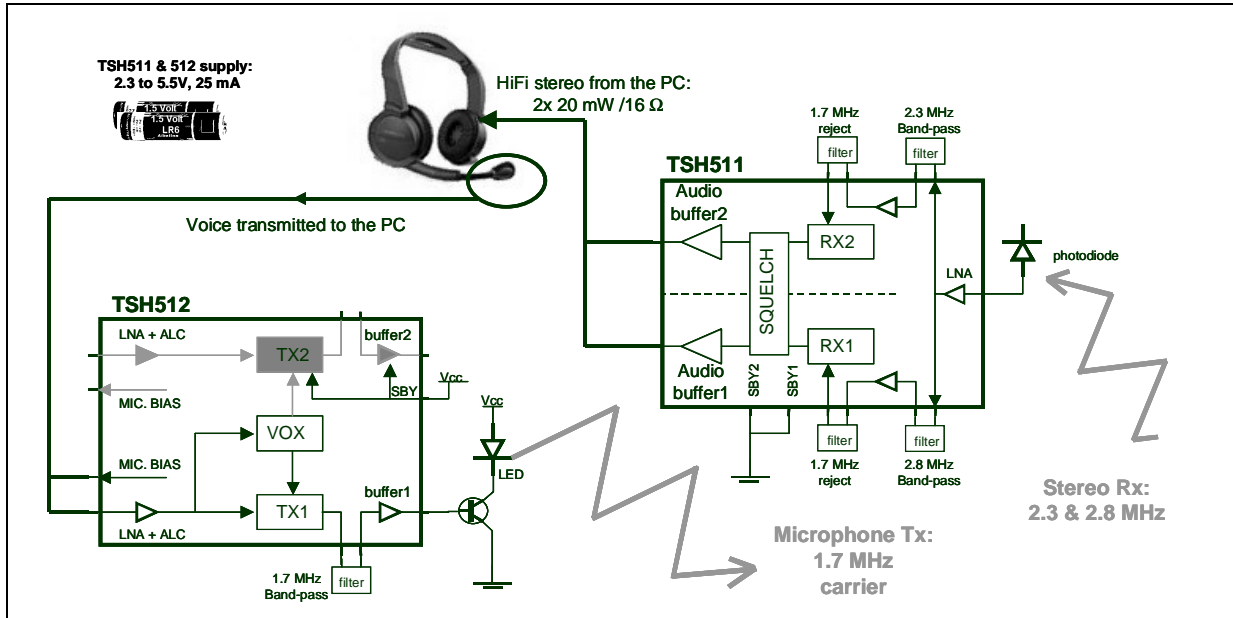 TSH511 & 512 supply:
2.3 to 5.5V, 25 mA
1.5 Volt
1.5 Volt
LR6
Alkaline
HiFi stereo from the PC:
2x 20 mW /16 Ω
Voice transmitted to the PC
1.7 MHz
reject
2.3 MHz
Band-pass
filter
filter
TSH511
Audio
buffer2
RX2
SQUELCH
LNA
photodiode
RX1
Audio
buffer1
SBY2
SBY1
filter
filter
1.7 MHz
reject
2.8 MHz
Band-pass
Stereo Rx:
2.3 & 2.8 MHz
TSH512
LNA + ALC
TX2
buffer2
SBY
Vcc
MIC. BIAS
VOX
MIC. BIAS
TX1
buffer1
LNA + ALC
Vcc
LED
1.7 MHz
Band-pass
filter
Microphone Tx:
1.7 MHz
carrier